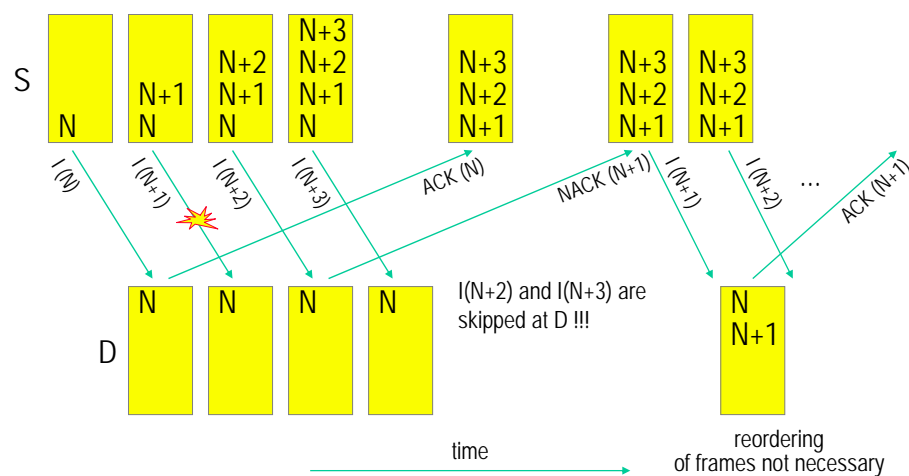 S
N
N+1
N
N+2
N+1
N
N+3
N+2
N+1
N
N+3
N+2
N+1
N+3
N+2
N+1
N+3
N+2
N+1
I (N)
I (N+1)
I (N+2)
I (N+3)
ACK (N)
NACK (N+1)
I (N+1)
I (N+2)
...
ACK (N+1)
D
N
N
N
N
I(N+2) and I(N+3) are
skipped at D !!!
N
N+1
time
reordering
of frames not necessary